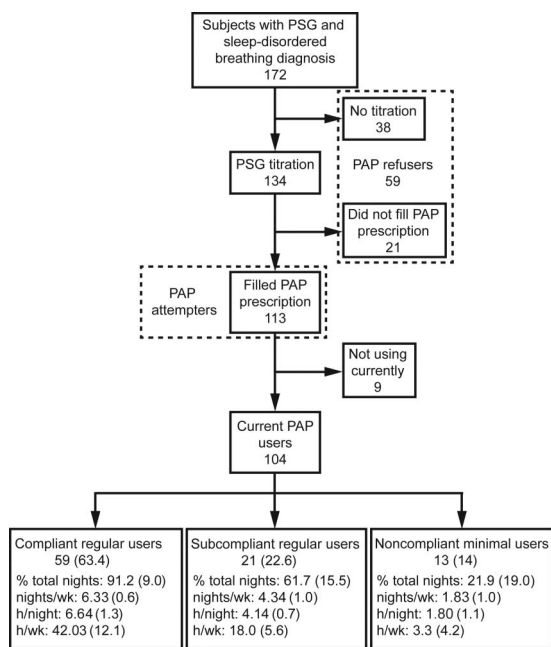 Subjects with PSG and
sleep-disordered
breathing diagnosis
172
No titration
38
PAP refusers
59
PSG titration
134
Did not fill PAP
prescription
21
PAP
attempters
Filled PAP
prescription
113
Not using
currently
9
Current PAP
users
104
Compliant regular users
59 (63.4)
% total nights: 91.2 (9.0)
nights/wk: 6.33 (0.6)
h/night: 6.64 (1.3)
h/wk: 42.03 (12.1)
Subcompliant regular users
21 (22.6)
% total nights: 61.7 (15.5)
nights/wk: 4.34 (1.0)
h/night: 4.14 (0.7)
h/wk: 18.0 (5.6)
Noncompliant minimal users
13 (14)
% total nights: 21.9 (19.0)
nights/wk: 1.83 (1.0)
h/night: 1.80 (1.1)
h/wk: 3.3 (4.2)